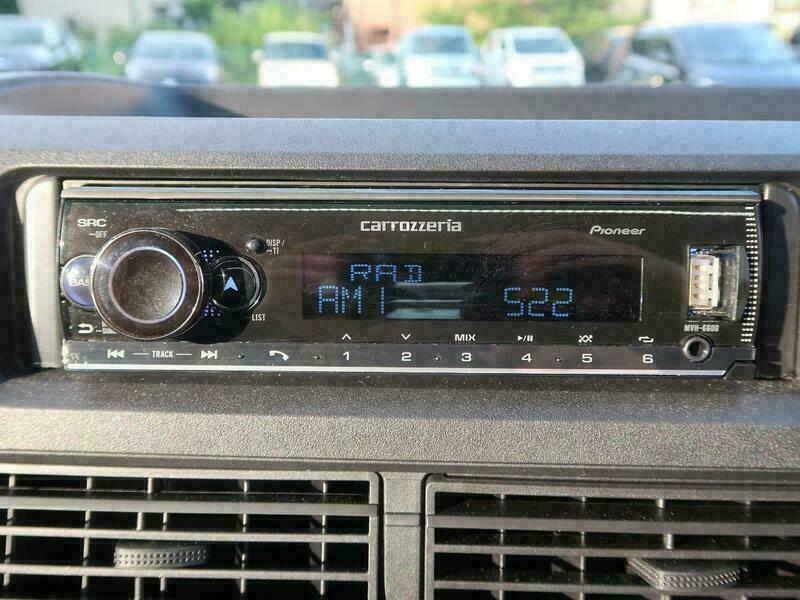 SRC
OFF
carrozzeria
Pioneer
DISP /
BAS
RAD
AM1 522
LIST
MVH-6600
TRACK
MIX
1 2 3 4 5 6